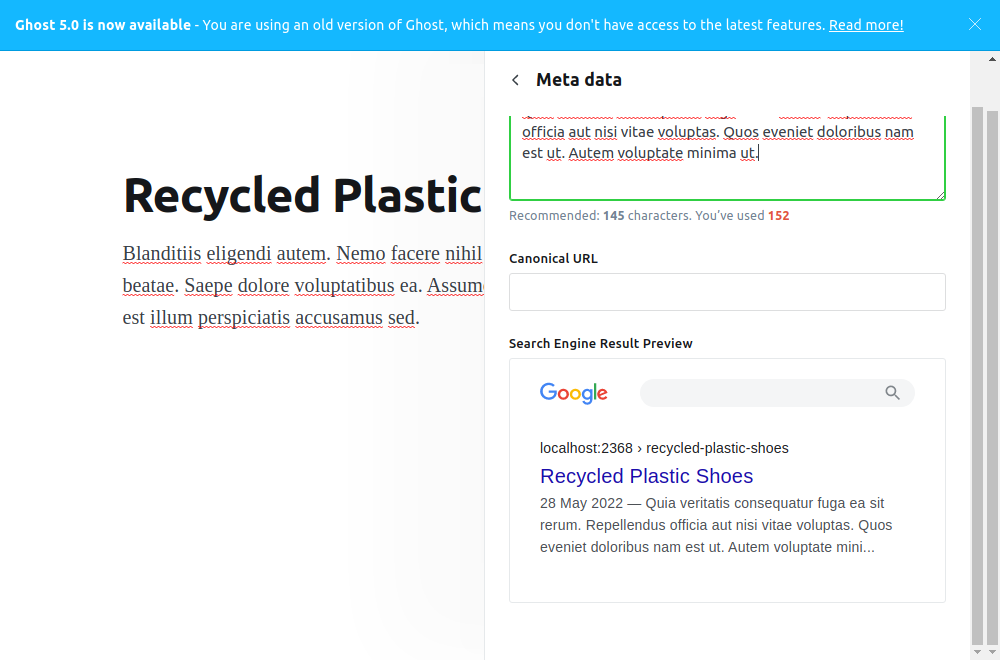 Ghost 5.0 is now available - You are using an old version of Ghost, which means you don't have access to the latest features. Read more!
Meta data
officia aut nisi vitae voluptas. Quos eveniet doloribus nam
est ut. Autem voluptate minima ut.
Recommended: 145 characters. You've used 152
Canonical URL
Search Engine Result Preview
Google
localhost:2368 › recycled-plastic-shoes
Recycled Plastic Shoes
28 May 2022 — Quia veritatis consequatur fuga ea sit
rerum. Repellendus officia aut nisi vitae voluptas. Quos
eveniet doloribus nam est ut. Autem voluptate mini...
Recycled Plastic
Blanditiis eligendi autem. Nemo facere nihil
beatae. Saepe dolore voluptatibus ea. Assum
est illum perspiciatis accusamus sed.